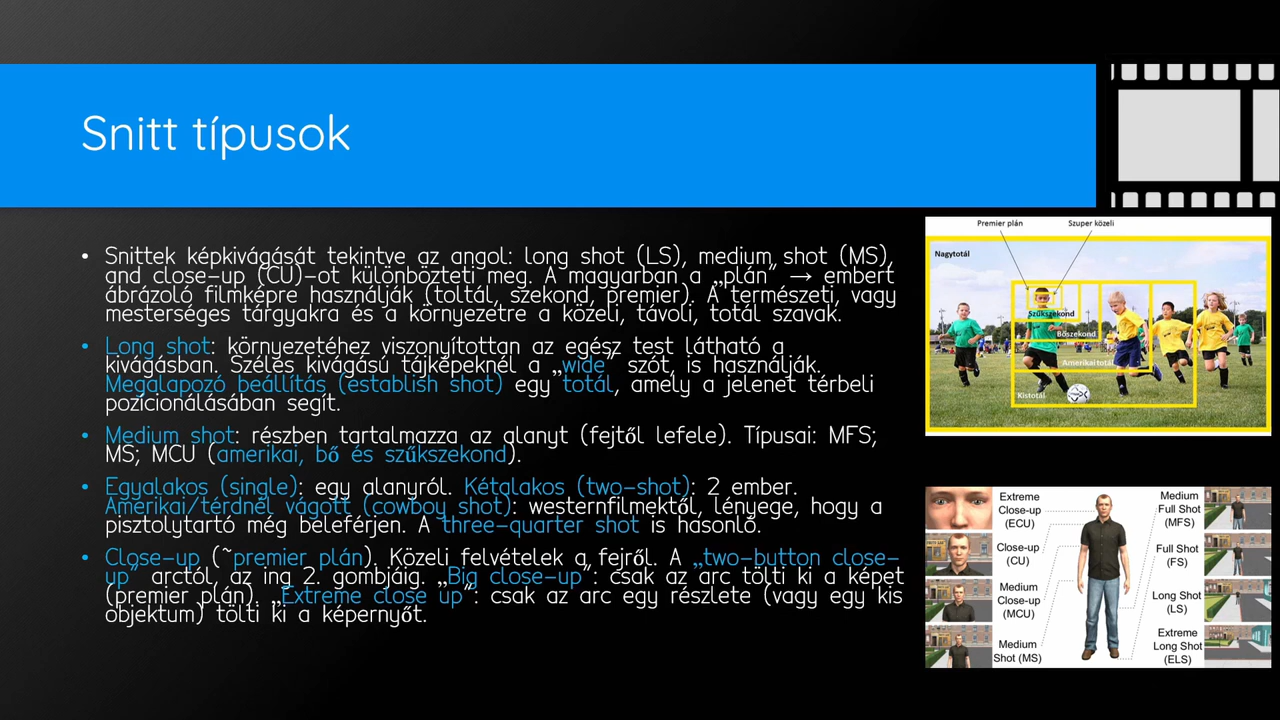 Snitt típusok
• Snittek képkivágását tekintve az angol: long shot (LS), medium shot (MS),
and close-up (CU)-ot különbözteti meg. A magyarban a „plán” → embert
ábrázoló filmképre használják (toltál, szekond, premier). A természeti, vagy
mesterséges tárgyakra és a környezetre a közeli, távoli, totál szavak.
• Long shot: környezetéhez viszonyítottan az egész test látható a
kivágásban. Széles kivágású tájképeknél a „wide” szót, is használják.
Megalapozó beállítás (establish shot) egy totál, amely a jelenet térbeli
pozícionálásában segít.
• Medium shot: részben tartalmazza az alanyt (fejtől lefele). Típusai: MFS;
MS; MCU (amerikai, bő és szűkszekond).
• Egyalakos (single): egy alanyról. Kétalakos (two-shot): 2 ember.
Amerikai/térdnél vágott (cowboy shot): westernfilmektől, lényege, hogy a
pisztolytartó még beleférjen. A three-quarter shot is hasonló.
• Close-up (~premier plán). Közeli felvételek a fejről. A „two-button close-
up” arctól, az ing 2. gombjáig. „Big close-up”: csak az arc tölti ki a képet
(premier plán). „Extreme close up”: csak az arc egy részlete (vagy egy kis
objektum) tölti ki a képernyőt.
Premier plán
Szuper közeli
Nagytotál
Szűkszekond
Bőszekond
Amerikai totál
Kistotál
Extreme
Close-up
(ECU)
Close-up
(CU)
Medium
Close-up
(MCU)
Medium
Shot (MS)
Medium
Full Shot
(MFS)
Full Shot
(FS)
Long Shot
(LS)
Extreme
Long Shot
(ELS)